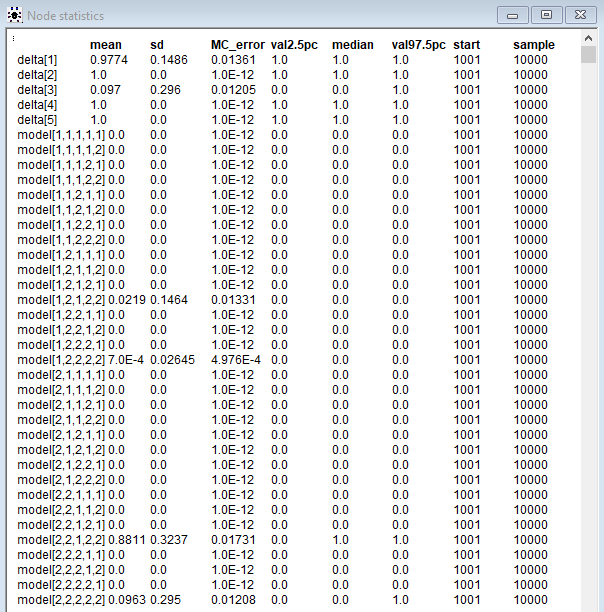 Node statistics
mean sd MC_error val2.5pc median val97.5pc start sample
delta[1] 0.9774 0.1486 0.01361 1.0 1.0 1.0 1001 10000
delta[2] 1.0 0.0 1.0E-12 1.0 1.0 1.0 1001 10000
delta[3] 0.097 0.296 0.01205 0.0 0.0 1.0 1001 10000
delta[4] 1.0 0.0 1.0E-12 1.0 1.0 1.0 1001 10000
delta[5] 1.0 0.0 1.0E-12 1.0 1.0 1.0 1001 10000
model[1,1,1,1,1] 0.0 0.0 1.0E-12 0.0 0.0 0.0 1001 10000
model[1,1,1,1,2] 0.0 0.0 1.0E-12 0.0 0.0 0.0 1001 10000
model[1,1,1,2,1] 0.0 0.0 1.0E-12 0.0 0.0 0.0 1001 10000
model[1,1,1,2,2] 0.0 0.0 1.0E-12 0.0 0.0 0.0 1001 10000
model[1,1,2,1,1] 0.0 0.0 1.0E-12 0.0 0.0 0.0 1001 10000
model[1,1,2,1,2] 0.0 0.0 1.0E-12 0.0 0.0 0.0 1001 10000
model[1,1,2,2,1] 0.0 0.0 1.0E-12 0.0 0.0 0.0 1001 10000
model[1,1,2,2,2] 0.0 0.0 1.0E-12 0.0 0.0 0.0 1001 10000
model[1,2,1,1,1] 0.0 0.0 1.0E-12 0.0 0.0 0.0 1001 10000
model[1,2,1,1,2] 0.0 0.0 1.0E-12 0.0 0.0 0.0 1001 10000
model[1,2,1,2,1] 0.0 0.0 1.0E-12 0.0 0.0 0.0 1001 10000
model[1,2,1,2,2] 0.0219 0.1464 0.01331 0.0 0.0 0.0 1001 10000
model[1,2,2,1,1] 0.0 0.0 1.0E-12 0.0 0.0 0.0 1001 10000
model[1,2,2,1,2] 0.0 0.0 1.0E-12 0.0 0.0 0.0 1001 10000
model[1,2,2,2,1] 0.0 0.0 1.0E-12 0.0 0.0 0.0 1001 10000
model[1,2,2,2,2] 7.0E-4 0.02645 4.976E-4 0.0 0.0 0.0 1001 10000
model[2,1,1,1,1] 0.0 0.0 1.0E-12 0.0 0.0 0.0 1001 10000
model[2,1,1,1,2] 0.0 0.0 1.0E-12 0.0 0.0 0.0 1001 10000
model[2,1,1,2,1] 0.0 0.0 1.0E-12 0.0 0.0 0.0 1001 10000
model[2,1,1,2,2] 0.0 0.0 1.0E-12 0.0 0.0 0.0 1001 10000
model[2,1,2,1,1] 0.0 0.0 1.0E-12 0.0 0.0 0.0 1001 10000
model[2,1,2,1,2] 0.0 0.0 1.0E-12 0.0 0.0 0.0 1001 10000
model[2,1,2,2,1] 0.0 0.0 1.0E-12 0.0 0.0 0.0 1001 10000
model[2,1,2,2,2] 0.0 0.0 1.0E-12 0.0 0.0 0.0 1001 10000
model[2,2,1,1,1] 0.0 0.0 1.0E-12 0.0 0.0 0.0 1001 10000
model[2,2,1,1,2] 0.0 0.0 1.0E-12 0.0 0.0 0.0 1001 10000
model[2,2,1,2,1] 0.0 0.0 1.0E-12 0.0 0.0 0.0 1001 10000
model[2,2,1,2,2] 0.8811 0.3237 0.01731 0.0 1.0 1.0 1001 10000
model[2,2,2,1,1] 0.0 0.0 1.0E-12 0.0 0.0 0.0 1001 10000
model[2,2,2,1,2] 0.0 0.0 1.0E-12 0.0 0.0 0.0 1001 10000
model[2,2,2,2,1] 0.0 0.0 1.0E-12 0.0 0.0 0.0 1001 10000
model[2,2,2,2,2] 0.0963 0.295 0.01208 0.0 0.0 1.0 1001 10000